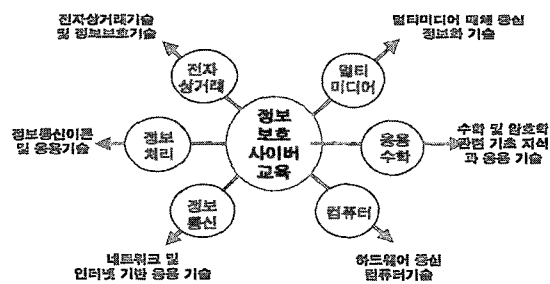 전자상거래기술
및 정보보호기술
멀티미디어 매체 중심
정보화 기술
전자
상거래
멀티
미디어
정보
보호
사이버
교육
정보통신이론
및 응용기술
정보
처리
응용
수학
수학 및 암호학
관련 기초 지식
과 응용 기술
정보
통신
컴퓨터
네트워크 및
인터넷 기반 응용 기술
하드웨어 중심
컴퓨터기술